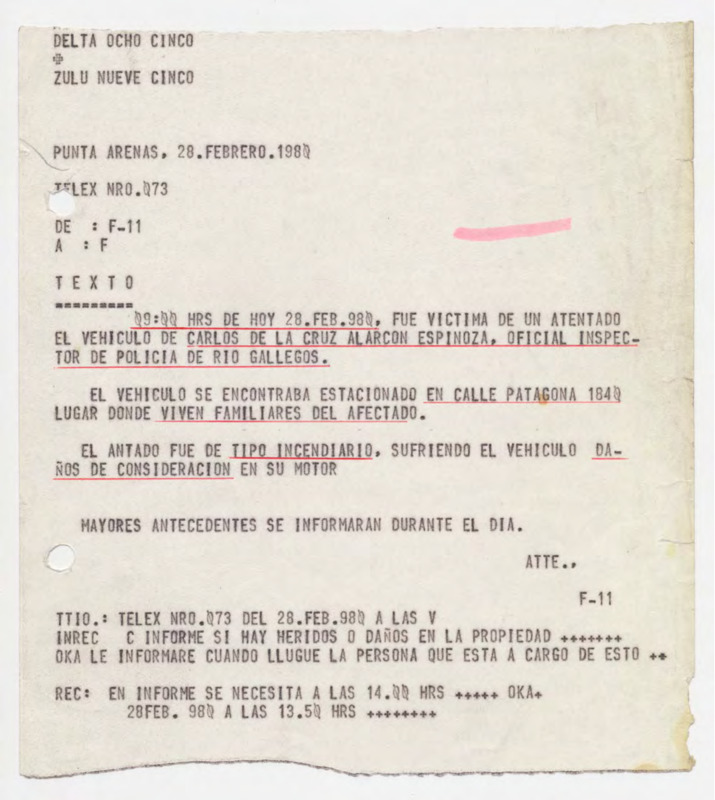 DELTA OCHO CINCO
+
ZULU NUEVE CINCO
PUNTA ARENAS, 28.FEBRERO.1980
TELEX NRO.073
DE : F-11
A : F
T E X T O
=========
09:00 HRS DE HOY 28.FEB.980, FUE VICTIMA DE UN ATENTADO
EL VEHICULO DE CARLOS DE LA CRUZ ALARCON ESPINOZA, OFICIAL INSPEC-
TOR DE POLICIA DE RIO GALLEGOS.
EL VEHICULO SE ENCONTRABA ESTACIONADO EN CALLE PATAGONA 1840
LUGAR DONDE VIVEN FAMILIARES DEL AFECTADO.
EL ANTADO FUE DE TIPO INCENDIARIO, SUFRIENDO EL VEHICULO DA-
ÑOS DE CONSIDERACION EN SU MOTOR
MAYORES ANTECEDENTES SE INFORMARAN DURANTE EL DIA.
ATTE.,
F-11
TTIO.: TELEX NRO.073 DEL 28.FEB.980 A LAS V
INREC C INFORME SI HAY HERIDOS O DAÑOS EN LA PROPIEDAD +++++++
OKA LE INFORMARE CUANDO LLUGUE LA PERSONA QUE ESTA A CARGO DE ESTO ++
REC: EN INFORME SE NECESITA A LAS 14.00 HRS +++++ OKA+
28FEB. 980 A LAS 13.50 HRS ++++++++